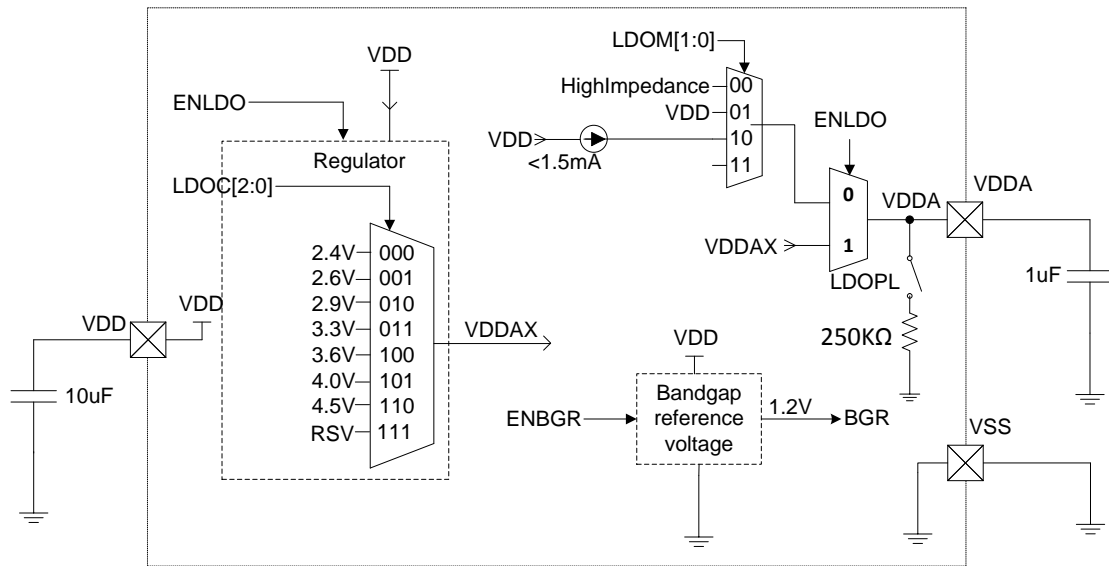 LDOM[1:0]
VDD
HighImpedance 00
ENLDO
VDD 01
ENLDO
VDD
10
<1.5mA
11
Regulator
LDOC[2:0]
0
VDDA
VDDA
2.4V 000
VDDAX
1
2.6V 001
LDOPL
1uF
2.9V 010
VDD
VDD
3.3V 011
VDDAX
250KΩ
3.6V 100
VDD
4.0V 101
10uF
4.5V 110
Bandgap
reference
voltage
ENBGR
1.2V
BGR
RSV 111
VSS